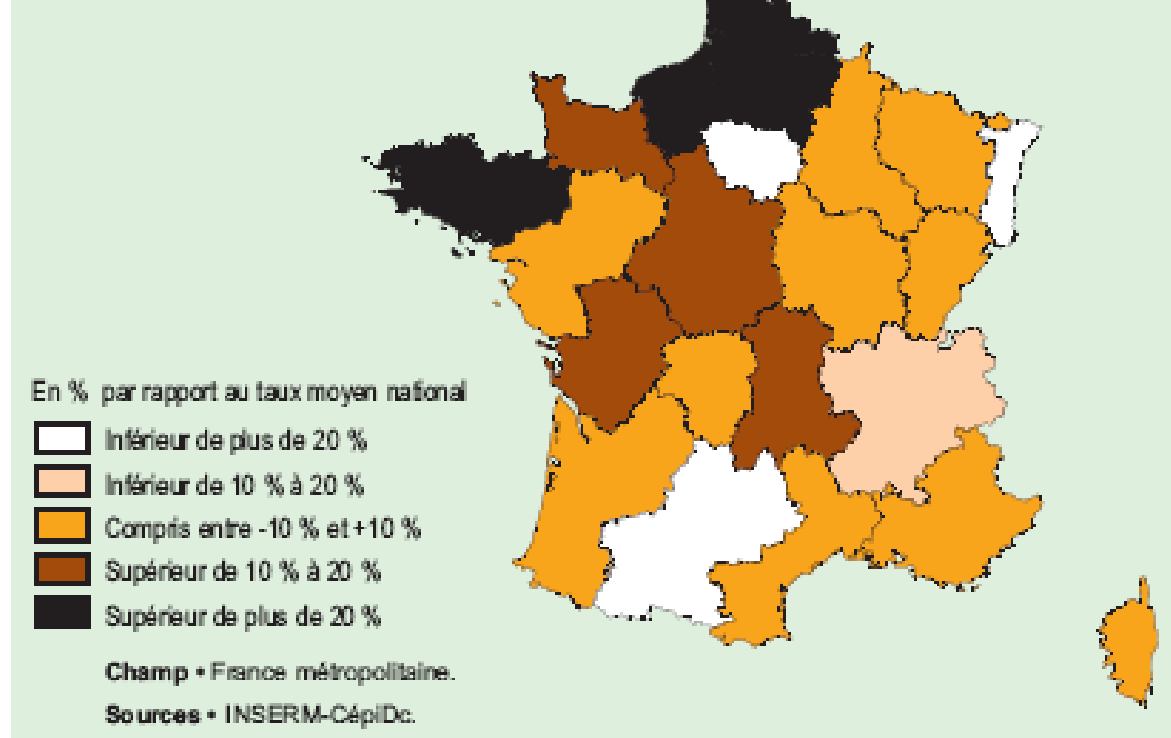 En % par rapport au taux moyen national
Inférieur de plus de 20 %
Inférieur de 10 % à 20 %
Compris entre -10 % et +10 %
Supérieur de 10 % à 20 %
Supérieur de plus de 20 %
Champ • France métropolitaine.
Sources • INSERM-CépiDc.